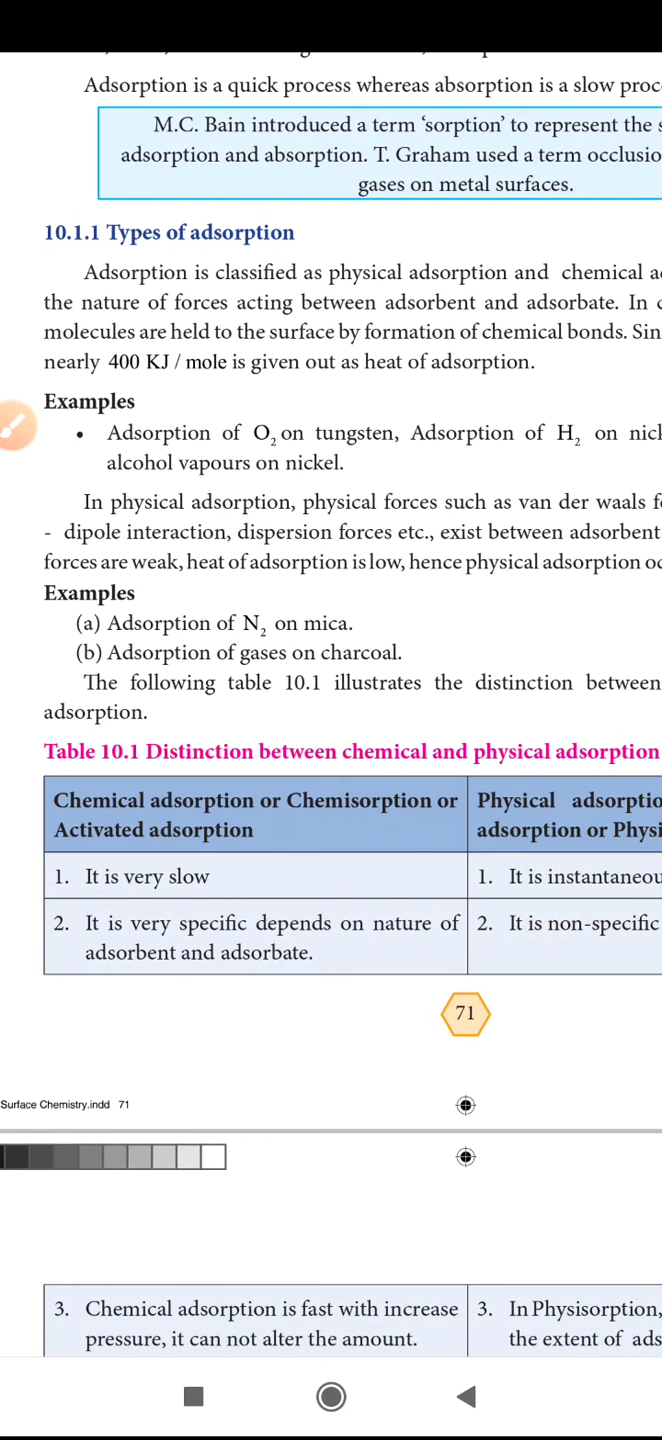 Adsorption is a quick process whereas absorption is a slow
M.C. Bain introduced a term ‘sorption’ to represent the
adsorption and absorption. T. Graham used a term
gases on metal surfaces.
10.1.1 Types of adsorption
Adsorption is classified as physical adsorption and chemical
the nature of forces acting between adsorbent and adsorbate. In
molecules are held to the surface by formation of chemical bonds.
nearly 400 KJ / mole is given out as heat of adsorption.
Examples
• Adsorption of O₂ on tungsten, Adsorption of H₂ on
alcohol vapours on nickel.
In physical adsorption, physical forces such as van der waals
- dipole interaction, dispersion forces etc., exist between adsorbent
forces are weak, heat of adsorption is low, hence physical adsorption
Examples
(a) Adsorption of N₂ on mica.
(b) Adsorption of gases on charcoal.
The following table 10.1 illustrates the distinction between
adsorption.
Table 10.1 Distinction between chemical and physical adsorption
Chemical adsorption or Chemisorption or
Activated adsorption
Physical
adsorption or
1. It is very slow
1. It is
2. It is very specific depends on nature of
adsorbent and adsorbate.
2. It is non-specific
71
Surface Chemistry.indd 71
3. Chemical adsorption is fast with increase
pressure, it can not alter the amount.
3. In Physisorption,
the extent of